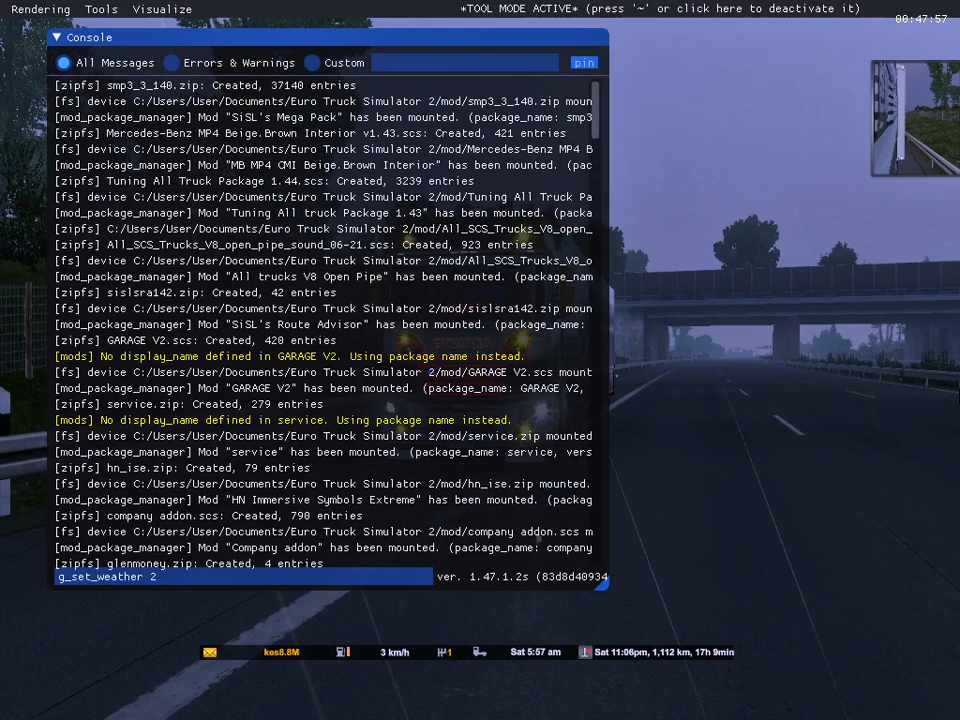 Rendering Tools Visualize *TOOL MODE ACTIVE* (press '~' or click here to deactivate it)
00:47:57
Console
All Messages Errors & Warnings Custom pin
[zipfs] smp3_3_140.zip: Created, 37140 entries
[fs] device C:/Users/User/Documents/Euro Truck Simulator 2/mod/smp3_3_140.zip moun
[mod_package_manager] Mod "SiSL's Mega Pack" has been mounted. (package_name: smp3
[zipfs] Mercedes-Benz MP4 Beige.Brown Interior v1.43.scs: Created, 421 entries
[fs] device C:/Users/User/Documents/Euro Truck Simulator 2/mod/Mercedes-Benz MP4 B
[mod_package_manager] Mod "MB MP4 CMI Beige.Brown Interior" has been mounted. (pac
[zipfs] Tuning All Truck Package 1.44.scs: Created, 3239 entries
[fs] device C:/Users/User/Documents/Euro Truck Simulator 2/mod/Tuning All Truck Pa
[mod_package_manager] Mod "Tuning All truck Package 1.43" has been mounted. (packa
[zipfs] C:/Users/User/Documents/Euro Truck Simulator 2/mod/All_SCS_Trucks_V8_open_
[zipfs] All_SCS_Trucks_V8_open_pipe_sound_06-21.scs: Created, 923 entries
[fs] device C:/Users/User/Documents/Euro Truck Simulator 2/mod/All_SCS_Trucks_V8_o
[mod_package_manager] Mod "All trucks V8 Open Pipe" has been mounted. (package_nam
[zipfs] sislsra142.zip: Created, 42 entries
[fs] device C:/Users/User/Documents/Euro Truck Simulator 2/mod/sislsra142.zip moun
[mod_package_manager] Mod "SiSL's Route Advisor" has been mounted. (package_name:
[zipfs] GARAGE V2.scs: Created, 420 entries
[mods] No display_name defined in GARAGE V2. Using package name instead.
[fs] device C:/Users/User/Documents/Euro Truck Simulator 2/mod/GARAGE V2.scs mount
[mod_package_manager] Mod "GARAGE V2" has been mounted. (package_name: GARAGE V2,
[zipfs] service.zip: Created, 279 entries
[mods] No display_name defined in service. Using package name instead.
[fs] device C:/Users/User/Documents/Euro Truck Simulator 2/mod/service.zip mounted
[mod_package_manager] Mod "service" has been mounted. (package_name: service, vers
[zipfs] hn_ise.zip: Created, 79 entries
[fs] device C:/Users/User/Documents/Euro Truck Simulator 2/mod/hn_ise.zip mounted.
[mod_package_manager] Mod "HN Immersive Symbols Extreme" has been mounted. (packag
[zipfs] company addon.scs: Created, 790 entries
[fs] device C:/Users/User/Documents/Euro Truck Simulator 2/mod/company addon.scs m
[mod_package_manager] Mod "Company addon" has been mounted. (package_name: company
[zipfs] glenmoney.zip: Created, 4 entries
g_set_weather 2 ver. 1.47.1.2s (83d8d40934
kes8.8M 3 km/h 1 Sat 5:57 am Sat 11:06pm, 1,112 km, 17h 9min